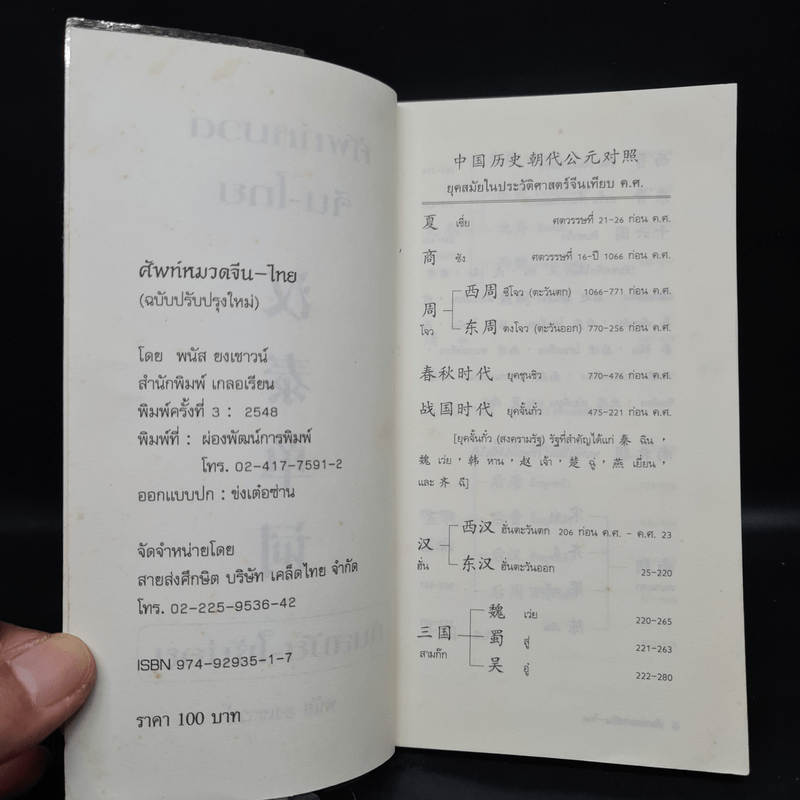 ศัพท์หมวดจีน-ไทย
(ฉบับปรับปรุงใหม่)
โดย พนัส ยงเชาวน์
สำนักพิมพ์ เกลอเรียน
พิมพ์ครั้งที่ 3 : 2548
พิมพ์ที่ : ผ่องพัฒน์การพิมพ์
โทร. 02-417-7591-2
ออกแบบปก : ข่งเต๋อซ่าน
จัดจำหน่ายโดย
สายส่งศึกษิต บริษัท เคล็ดไทย จำกัด
โทร. 02-225-9536-42
ISBN 974-92935-1-7
ราคา 100 บาท
中国历史朝代公元对照
ยุคสมัยในประวัติศาสตร์จีนเทียบ ค.ศ.
夏 เซี่ย ศตวรรษที่ 21-26 ก่อน ค.ศ.
商 ซัง ศตวรรษที่ 16-ปี 1066 ก่อน ค.ศ.
西周 ซีโจว (ตะวันตก) 1066-771 ก่อน ค.ศ.
周
โจว
东周 ตงโจว (ตะวันออก) 770-256 ก่อน ค.ศ.
春秋时代 ยุคชุนชิว 770-476 ก่อน ค.ศ.
战国时代 ยุคจั้นกั๋ว 475-221 ก่อน ค.ศ.
[ยุคจั้นกั๋ว (สงครามรัฐ) รัฐที่สำคัญได้แก่ 秦 ฉิน,
魏 เว่ย, 韩 หาน, 赵 เจ้า, 楚 ฉู่, 燕 เยี่ยน,
และ 齐 ฉี]
西汉 ฮั่นตะวันตก 206 ก่อน ค.ศ. - ค.ศ. 23
汉
ฮั่น
东汉 ฮั่นตะวันออก 25-220
魏 เว่ย 220-265
三国 蜀 สู่ 221-263
สามก๊ก
吴 อู๋ 222-280